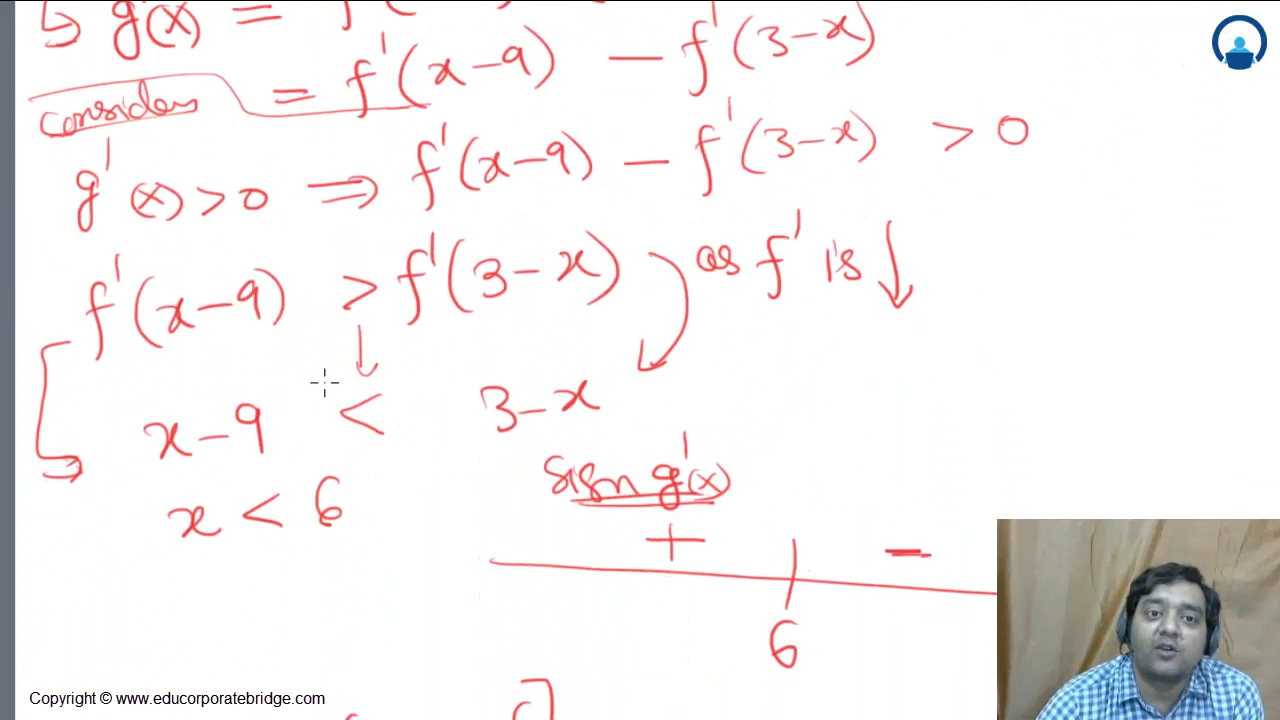 g'(x) =
= f'(x-9) - f'(3-x)
consider
g'(x) > 0 ⇒ f'(x-9) - f'(3-x) > 0
f'(x-9) > f'(3-x) as f' is ↓
x-9 < 3-x
x < 6
sign g'(x)
+ -
6
Copyright © www.educorporatebridge.com